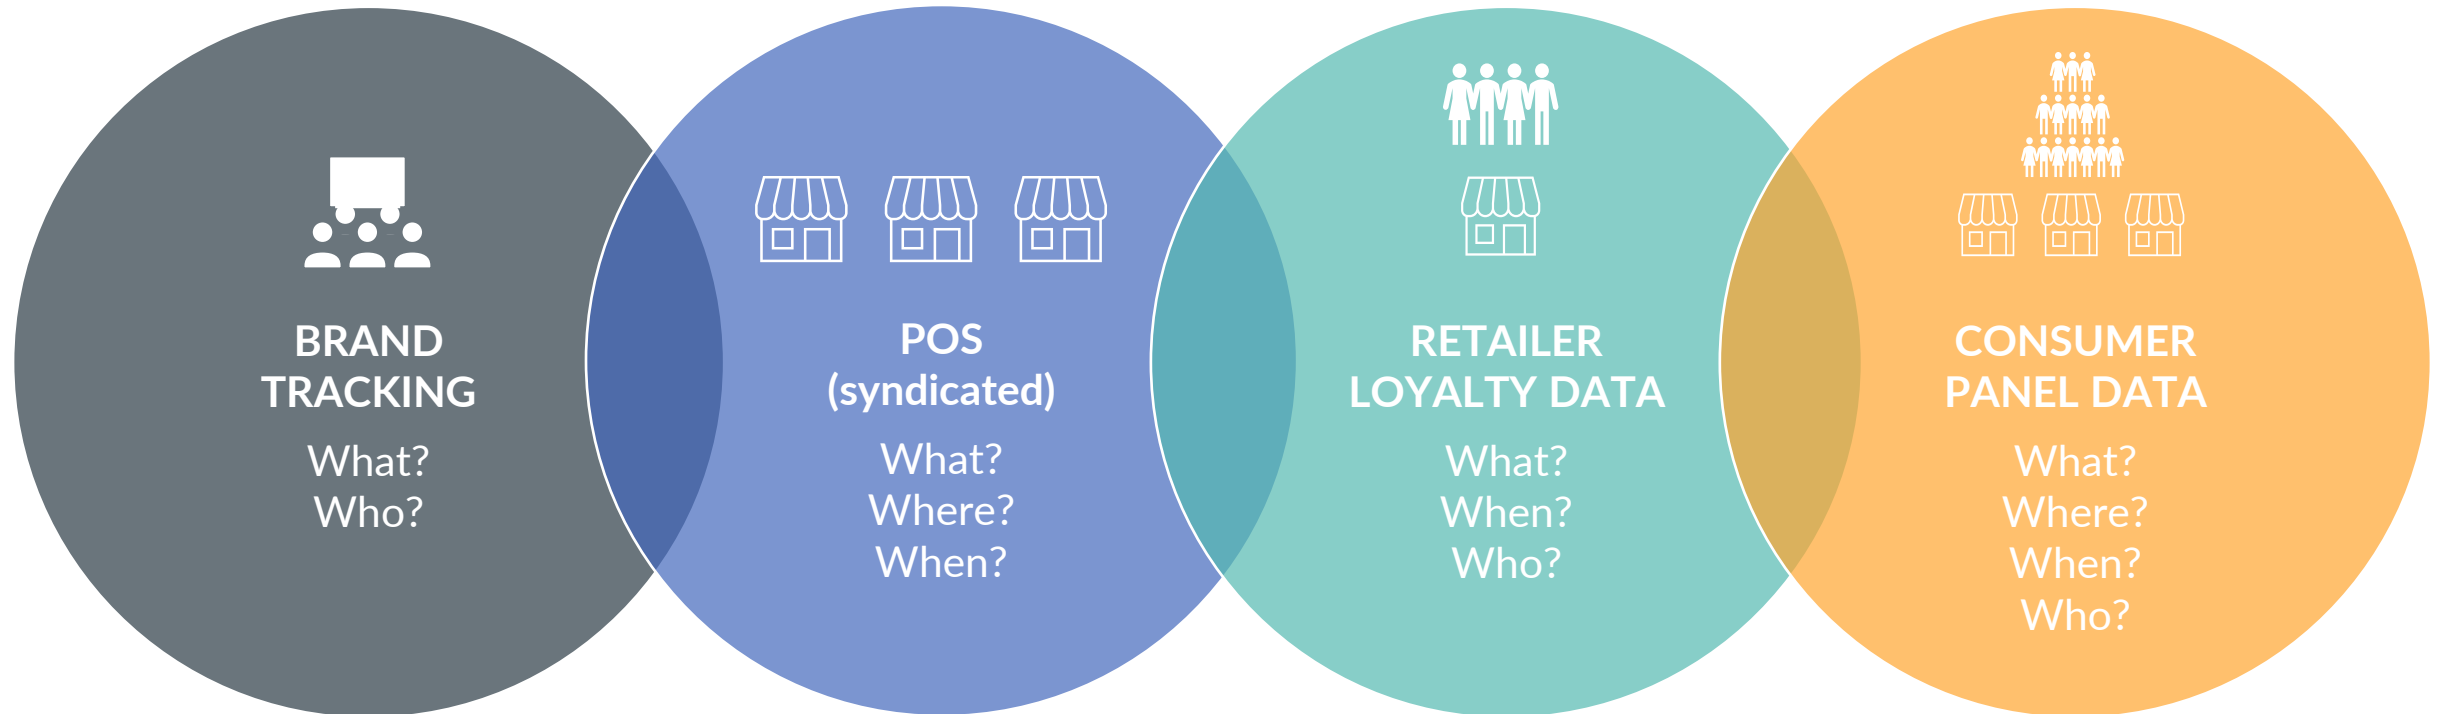 BRAND
TRACKING
What?
Who?
POS
(syndicated)
What?
Where?
When?
RETAILER
LOYALTY DATA
What?
When?
Who?
CONSUMER
PANEL DATA
What?
Where?
When?
Who?